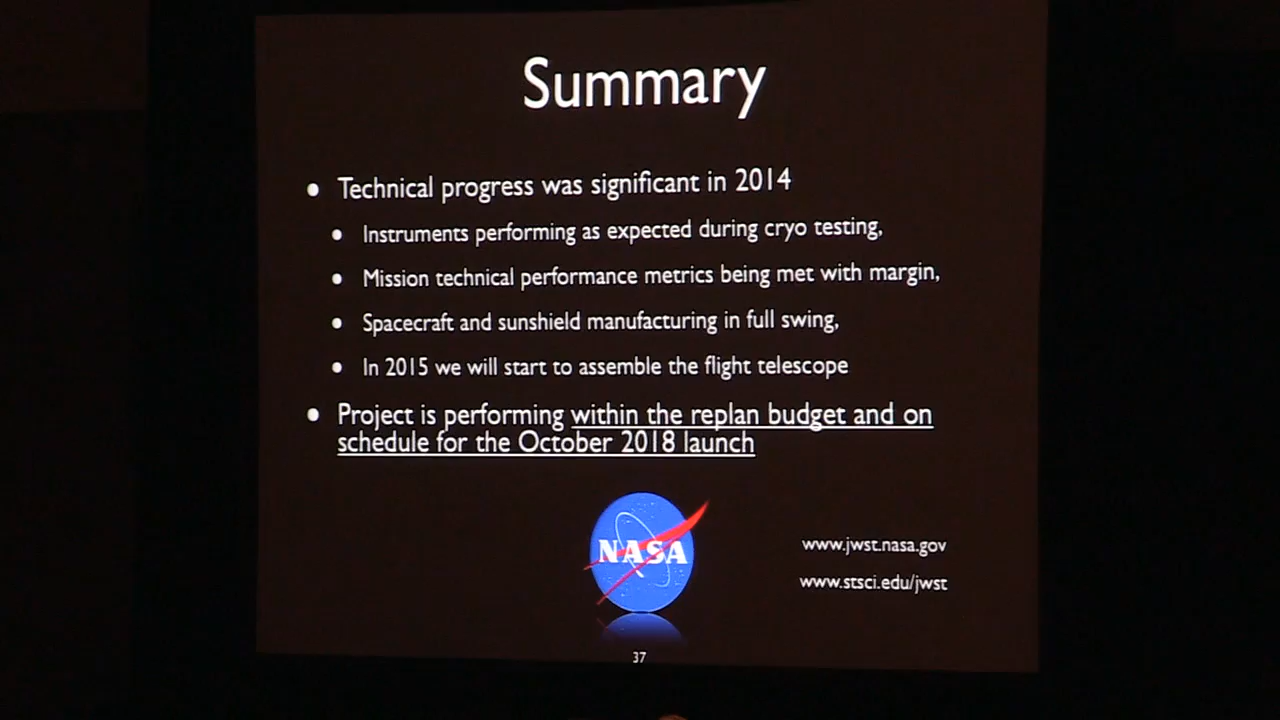 Summary
• Technical progress was significant in 2014
• Instruments performing as expected during cryo testing,
• Mission technical performance metrics being met with margin,
• Spacecraft and sunshield manufacturing in full swing,
• In 2015 we will start to assemble the flight telescope
• Project is performing within the replan budget and on
schedule for the October 2018 launch
NASA
www.jwst.nasa.gov
www.stsci.edu/jwst
37